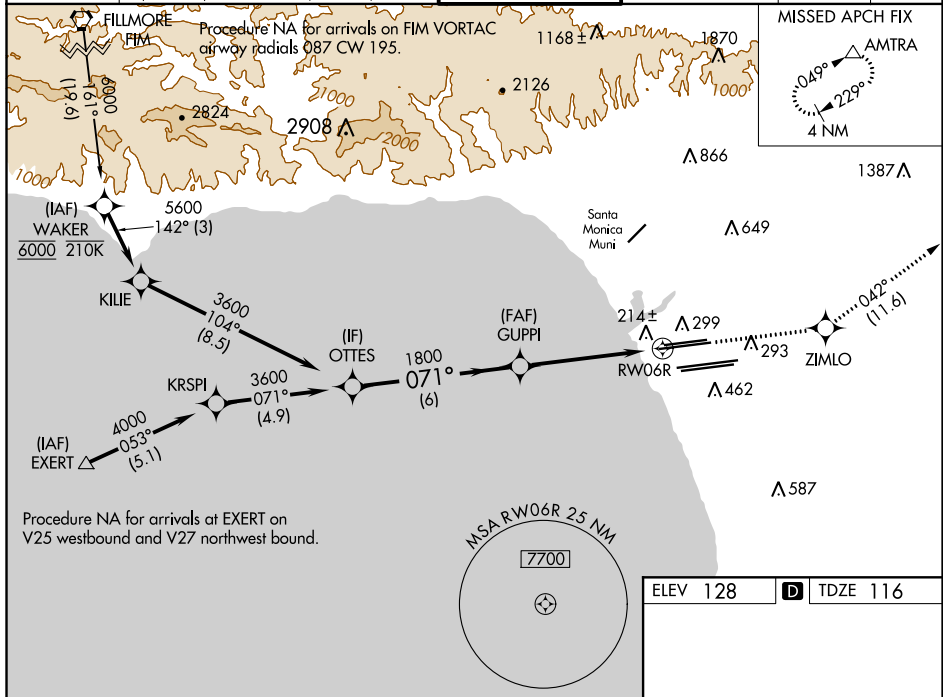 FILLMORE
FIM
Procedure NA for arrivals on FIM VORTAC
airway radials 087 CW 195.
MISSED APCH FIX
AMTRA
049°
229°
4 NM
6000
161°
(19.6)
1168 ±
1870
2126
1000
1000
2824
2908
2000
1000
866
1387
(IAF)
WAKER
6000 210K
5600
142° (3)
Santa
Monica
Muni
649
KILIE
3600
104°
(8.5)
042°
(11.6)
(FAF)
GUPPI
214 ±
299
293
ZIMLO
RW06R
462
(IF)
OTTES
1800
071°
(6)
KRSPI
3600
071°
(4.9)
4000
053°
(5.1)
(IAF)
EXERT
587
Procedure NA for arrivals at EXERT on
V25 westbound and V27 northwest bound.
MSA RW06R 25 NM
7700
ELEV 128 D TDZE 116